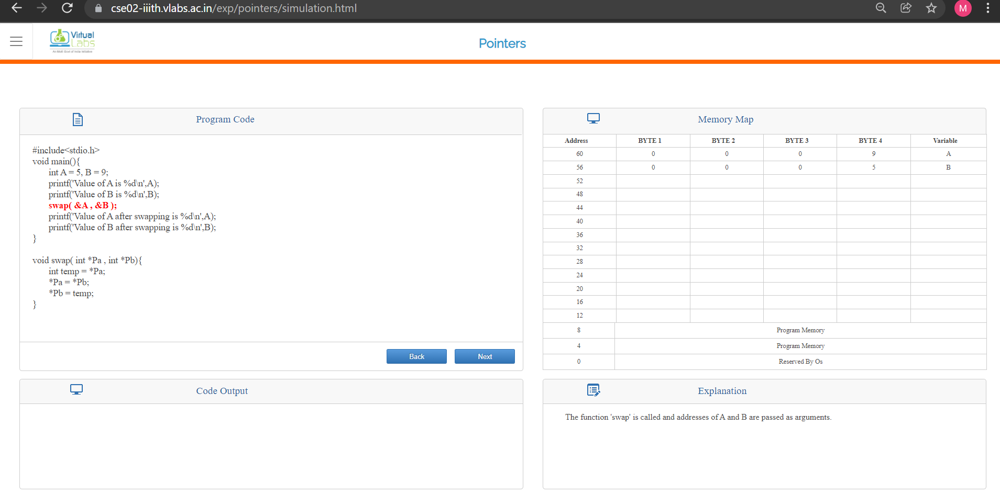 cse02-iiith.vlabs.ac.in/exp/pointers/simulation.html
M
Virtual
Labs
An MoE Govt of India Initiative
Pointers
Program Code
#include<stdio.h>
void main(){
int A = 5, B = 9;
printf('Value of A is %d\n',A);
printf('Value of B is %d\n',B);
swap( &A , &B );
printf('Value of A after swapping is %d\n',A);
printf('Value of B after swapping is %d\n',B);
}
void swap( int *Pa , int *Pb){
int temp = *Pa;
*Pa = *Pb;
*Pb = temp;
}
Back Next
Memory Map
Address BYTE 1 BYTE 2 BYTE 3 BYTE 4 Variable
60 0 0 0 9 A
56 0 0 0 5 B
52
48
44
40
36
32
28
24
20
16
12
8 Program Memory
4 Program Memory
0 Reserved By Os
Code Output
Explanation
The function 'swap' is called and addresses of A and B are passed as arguments.